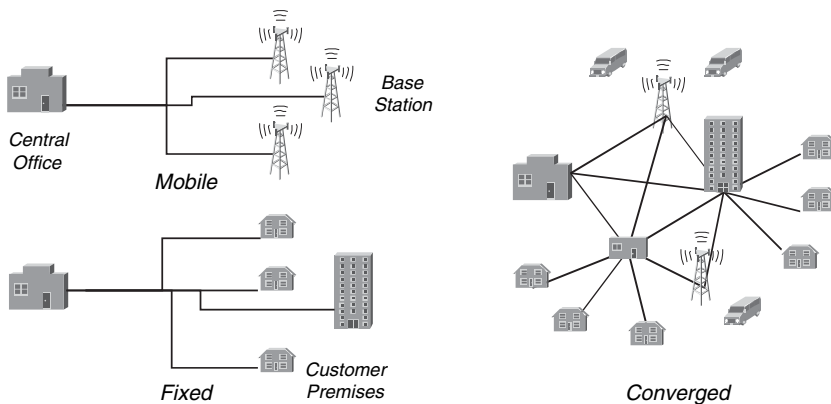 Base
Station
Central
Office
Mobile
Customer
Premises
Fixed
Converged